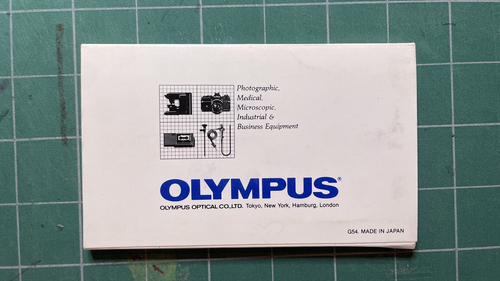 Photographic,
Medical,
Microscopic,
Industrial &
Business Equipment
OLYMPUS®
OLYMPUS OPTICAL CO.,LTD. Tokyo, New York, Hamburg, London
G54. MADE IN JAPAN